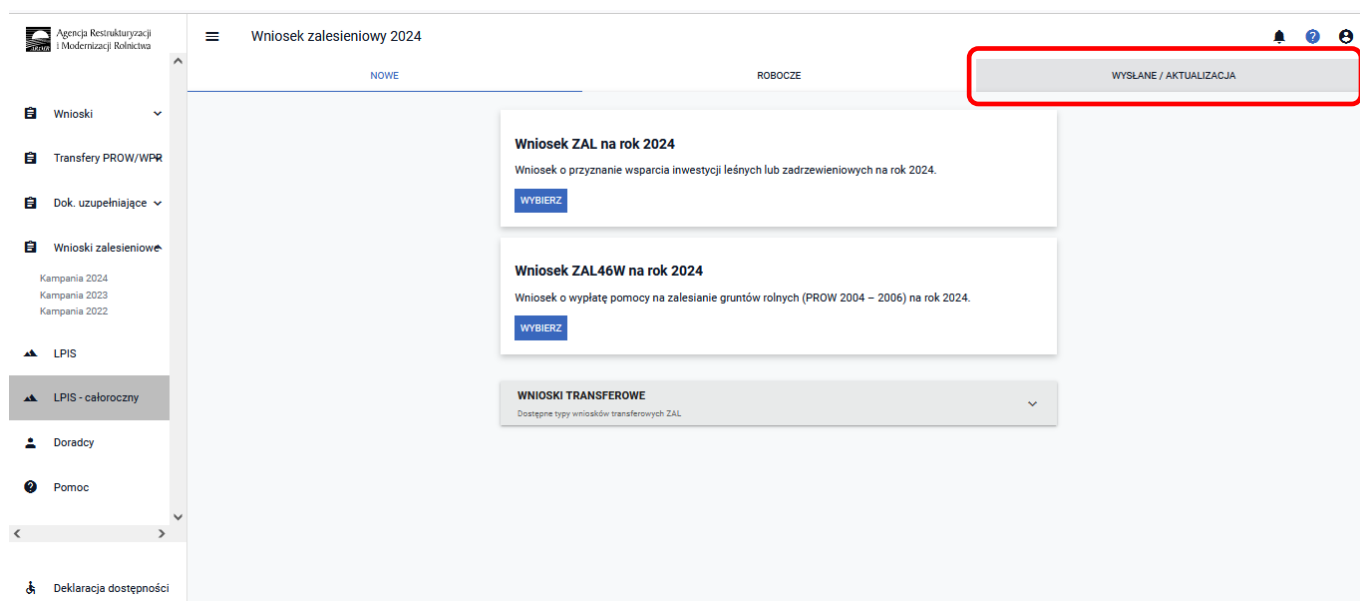 Agencja Restrukturyzacji
i Modernizacji Rolnictwa
ARiMR
Wniosek zalesieniowy 2024
NOWE
ROBOCZE
WYSŁANE / AKTUALIZACJA
Wnioski
Transfery PROW/WPR
Dok. uzupełniające
Wnioski zalesieniowe
Kampania 2024
Kampania 2023
Kampania 2022
LPIS
LPIS - całoroczny
Doradcy
Pomoc
Deklaracja dostępności
Wniosek ZAL na rok 2024
Wniosek o przyznanie wsparcia inwestycji leśnych lub zadrzewieniowych na rok 2024.
WYBIERZ
Wniosek ZAL46W na rok 2024
Wniosek o wypłatę pomocy na zalesianie gruntów rolnych (PROW 2004 – 2006) na rok 2024.
WYBIERZ
WNIOSKI TRANSFEROWE
Dostępne typy wniosków transferowych ZAL